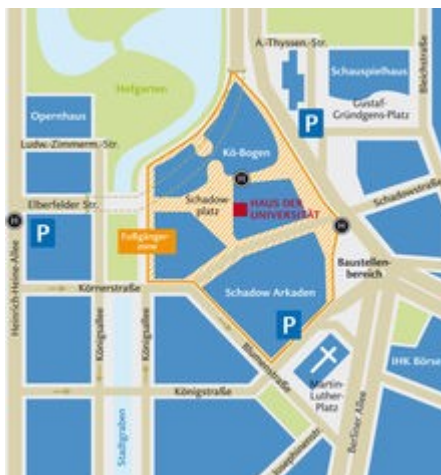 A.-Thyssen-Str.
Schauspielhaus
Bleichstraße
Hofgarten
Opernhaus
Gustaf-
Gründgens-Platz
P
Ludw.-Zimmerm.-Str.
Kö-Bogen
H
Schadowstraße
Elberfelder Str.
Schadow
platz
HAUS DER
UNIVERSITÄT
H
P
H
Fußgänger-
zone
Heinrich-Heine-Allee
Baustellen-
bereich
Körnerstraße
Schadow Arkaden
Königsallee
Königsallee
P
Blumenstraße
IHK Börse
Martin-
Luther-
Platz
Königstraße
Stadtgraben
Berliner Allee
Josephinenstr.